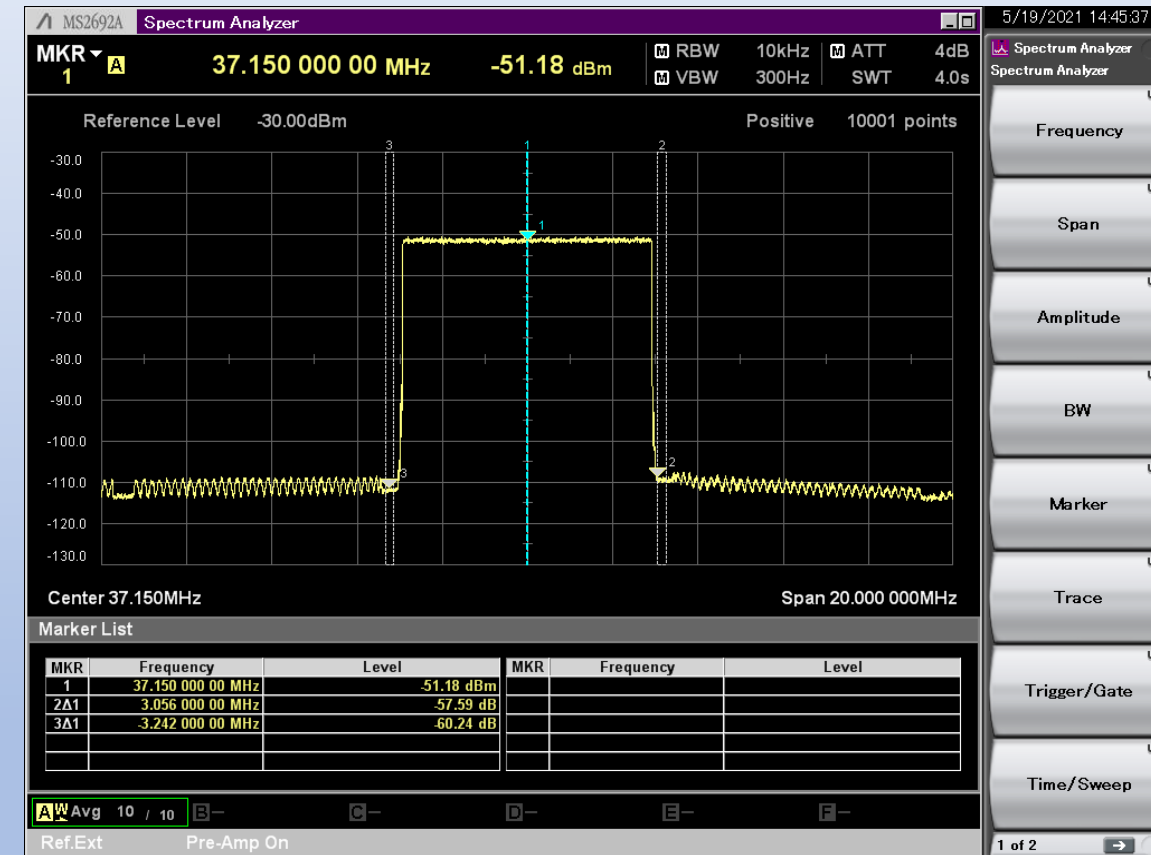 MS2692A Spectrum Analyzer
5/19/2021 14:45:37
MKR 1 A 37.150 000 00 MHz -51.18 dBm
M RBW 10kHz M ATT 4dB
M VBW 300Hz SWT 4.0s
Reference Level -30.00dBm Positive 10001 points
3 1 2
-30.0
-40.0
1
-50.0
-60.0
-70.0
-80.0
-90.0
-100.0
3 2
-110.0
-120.0
-130.0
Center 37.150MHz Span 20.000 000MHz
Marker List
MKR Frequency Level MKR Frequency Level
1 37.150 000 00 MHz -51.18 dBm
2Δ1 3.056 000 00 MHz -57.59 dB
3Δ1 -3.242 000 00 MHz -60.24 dB
A W Avg 10 / 10 B- C- D- E- F-
Ref.Ext Pre-Amp On
Spectrum Analyzer
Spectrum Analyzer
Frequency
Span
Amplitude
BW
Marker
Trace
Trigger/Gate
Time/Sweep
1 of 2